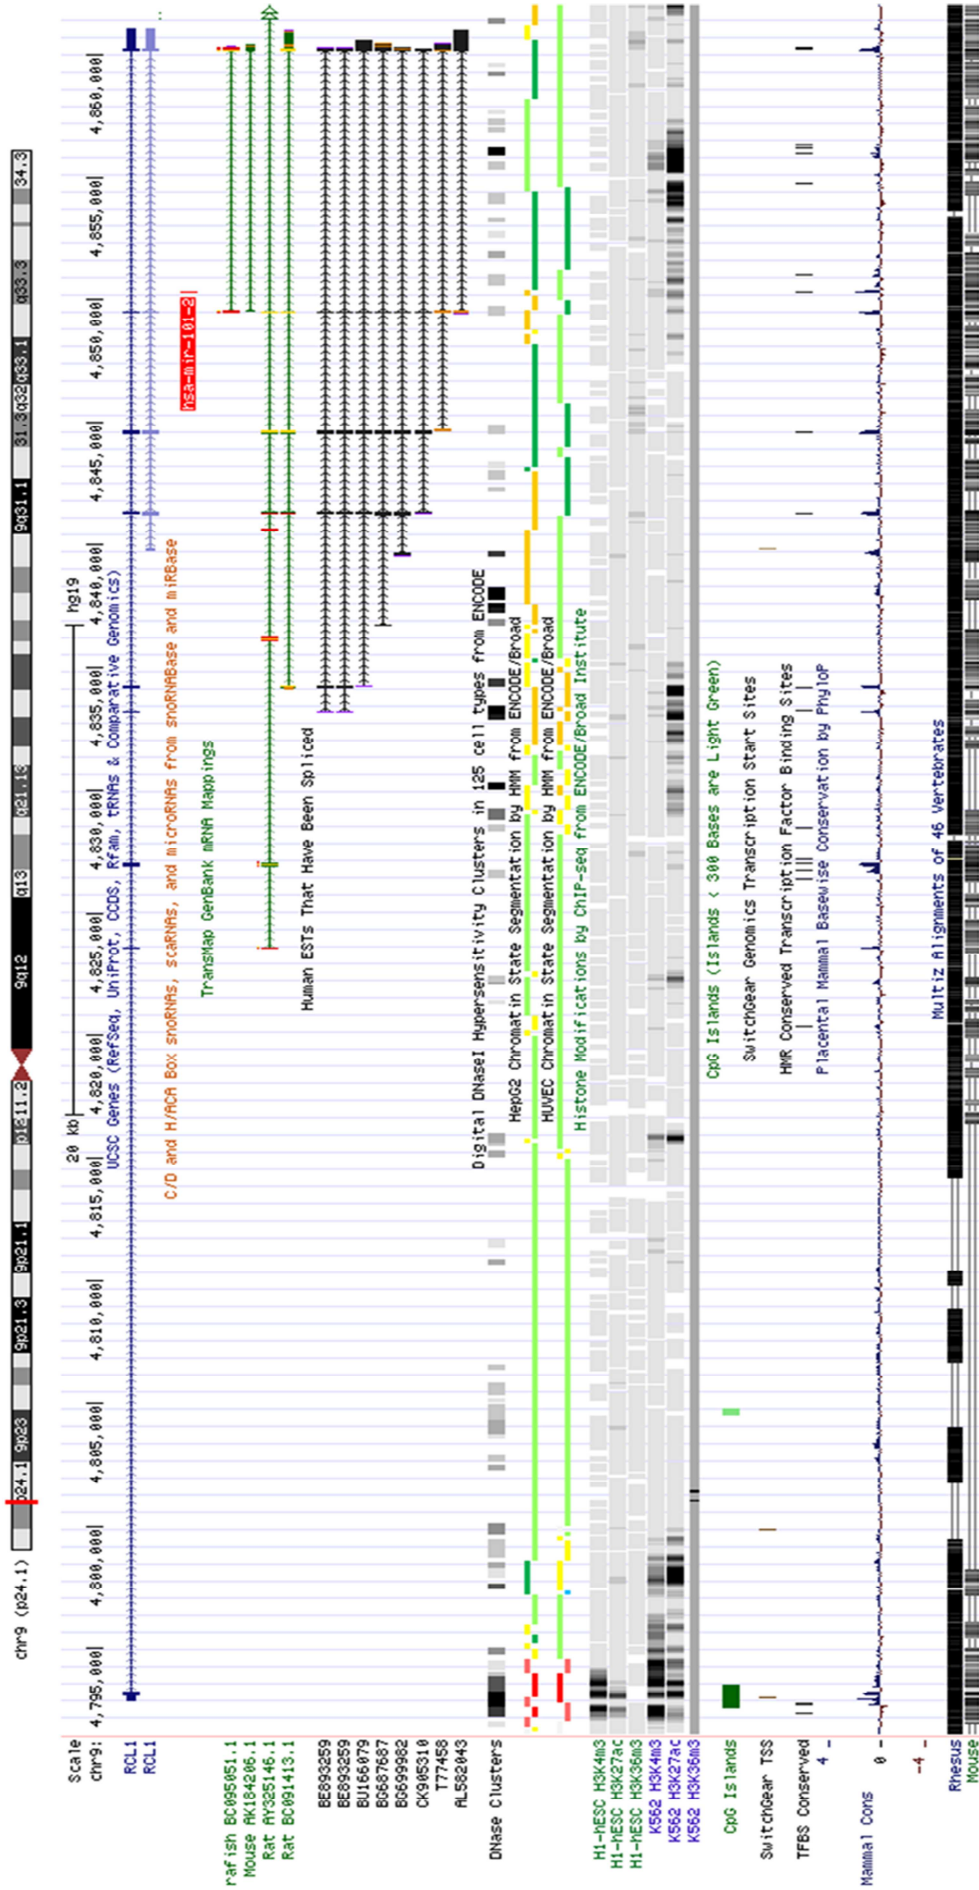 chr9 (p24.1) p24.1 9p23 9p21.3 9p21.1 p12 11.2 9q12 q13 q21.13 9q31.1 31.3 q32 q33.1 q33.3 34.3
Scale 20 kb hg19
chr9: 4,795,000| 4,800,000| 4,805,000| 4,810,000| 4,815,000| 4,820,000| 4,825,000| 4,830,000| 4,835,000| 4,840,000| 4,845,000| 4,850,000| 4,855,000| 4,860,000|
UCSC Genes (RefSeq, UniProt, CCDS, Rfam, tRNAs & Comparative Genomics)
RCL1
RCL1
C/D and H/ACA Box snoRNAs, scaRNAs, and microRNAs from snoRNABase and miRBase
hsa-mir-101-2|
TransMap GenBank mRNA Mappings
rafish BC095051.1
Mouse AK184206.1
Rat AY325146.1
Rat BC091413.1
Human ESTs That Have Been Spliced
BE893259
BE893259
BU166079
BG687687
BG699982
CK905310
T77458
AL582043
Digital DNaseI Hypersensitivity Clusters in 125 cell types from ENCODE
DNase Clusters
HepG2 Chromatin State Segmentation by HMM from ENCODE/Broad
HUVEC Chromatin State Segmentation by HMM from ENCODE/Broad
Histone Modifications by ChIP-seq from ENCODE/Broad Institute
H1-hESC H3K4m3
H1-hESC H3K27ac
H1-hESC H3K36m3
K562 H3K4m3
K562 H3K27ac
K562 H3K36m3
CpG Islands (Islands < 300 Bases are Light Green)
CpG Islands
SwitchGear Genomics Transcription Start Sites
SwitchGear TSS
HMR Conserved Transcription Factor Binding Sites
TFBS Conserved
Placental Mammal Basewise Conservation by PhyloP
4 -
Mammal Cons 0 -
-4 -
Multiz Alignments of 46 Vertebrates
Rhesus
Mouse